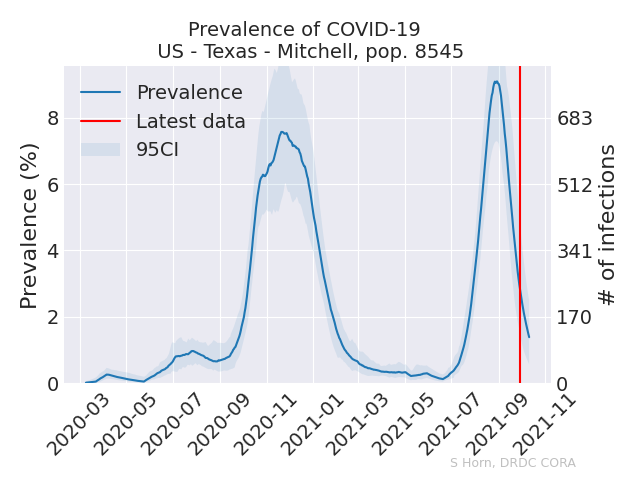 Prevalence of COVID-19
US - Texas - Mitchell, pop. 8545
Prevalence
Latest data
95CI
Prevalence (%)
8
6
4
2
0
683
512
341
170
0
# of infections
2020-03
2020-05
2020-07
2020-09
2020-11
2021-01
2021-03
2021-05
2021-07
2021-09
2021-11
S Horn, DRDC CORA